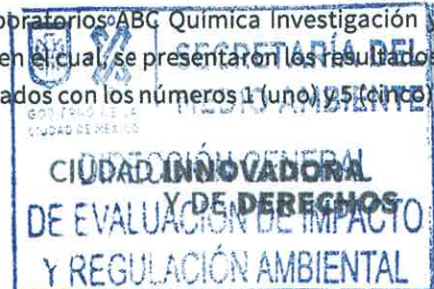 boratorios ABC Química Investigación y
en el cual, se presentaron los resultados
ados con los números 1 (uno) y 5 (cinco)
SECRETARÍA DEL
MEDIO AMBIENTE
GOBIERNO DE LA
CIUDAD DE MÉXICO
CIUDAD INNOVADORA
Y DE DERECHOS
DIRECCIÓN GENERAL
DE EVALUACIÓN DE IMPACTO
Y REGULACIÓN AMBIENTAL